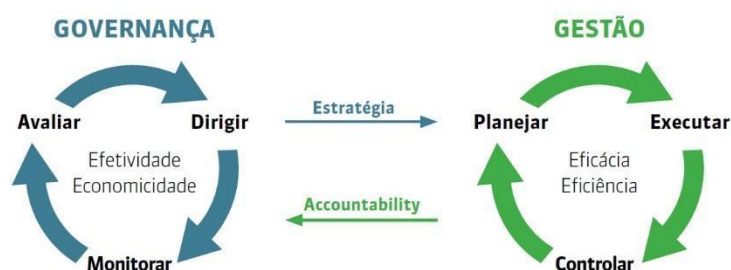 GOVERNANÇA
Avaliar
Dirigir
Efetividade
Economicidade
Monitorar
Estratégia
Accountability
GESTÃO
Planejar
Executar
Eficácia
Eficiência
Controlar